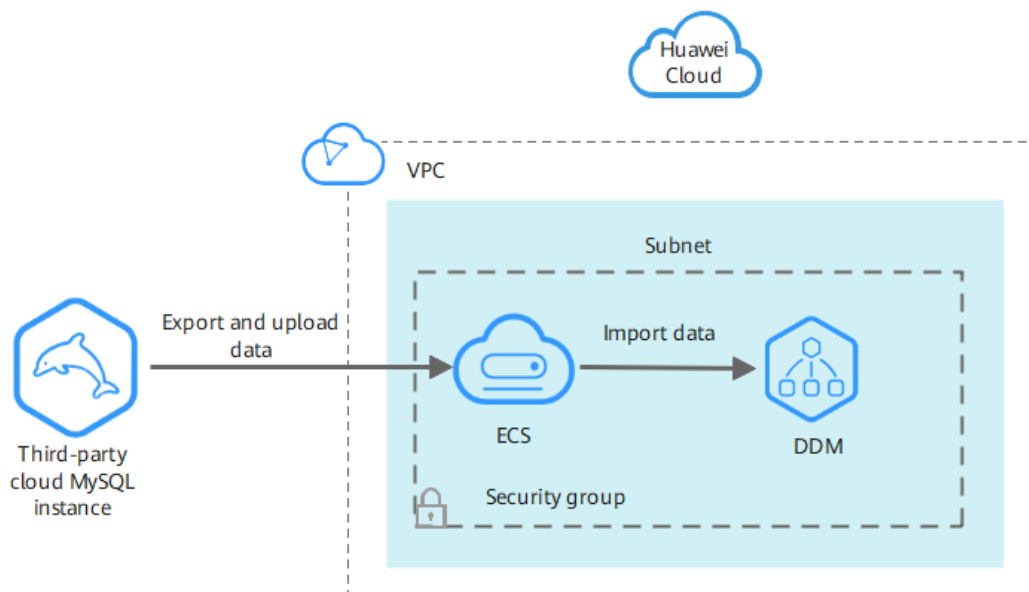 Huawei
Cloud
VPC
Subnet
Export and upload
data
Import data
ECS
DDM
Third-party
cloud MySQL
instance
Security group